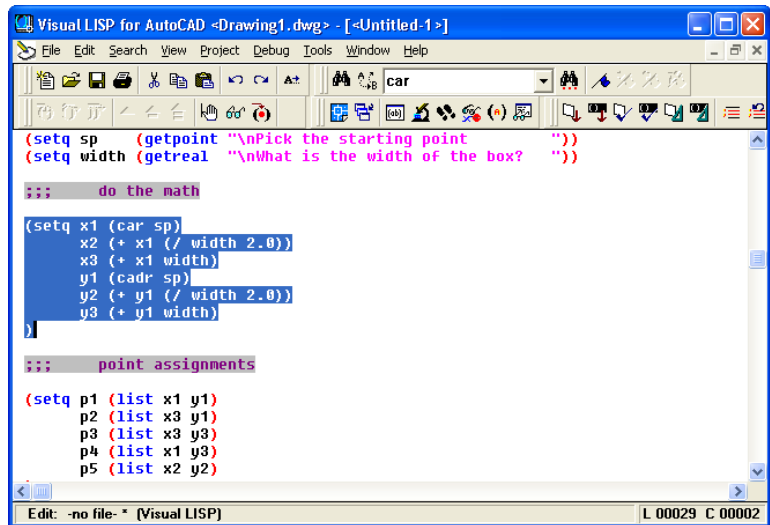 Visual LISP for AutoCAD <Drawing1.dwg> - [<Untitled-1>]
File Edit Search View Project Debug Tools Window Help
car
(setq sp    (getpoint "\nPick the starting point         "))
(setq width (getreal  "\nWhat is the width of the box?   "))
;;;     do the math
(setq x1 (car sp)
      x2 (+ x1 (/ width 2.0))
      x3 (+ x1 width)
      y1 (cadr sp)
      y2 (+ y1 (/ width 2.0))
      y3 (+ y1 width)
)
;;;     point assignments
(setq p1 (list x1 y1)
      p2 (list x3 y1)
      p3 (list x3 y3)
      p4 (list x1 y3)
      p5 (list x2 y2)
Edit: -no file- * (Visual LISP) L 00029 C 00002